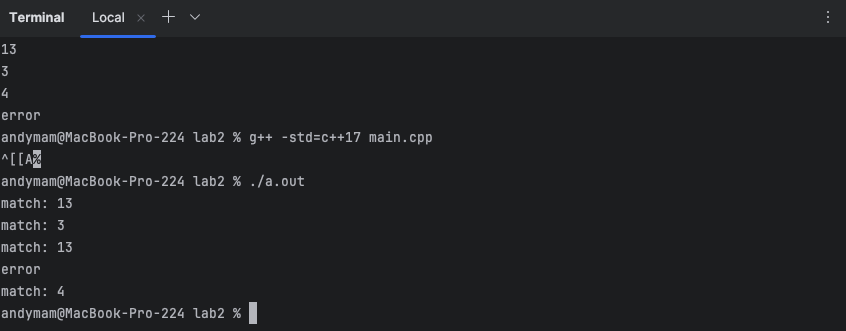 Terminal Local × +
13
3
4
error
andymam@MacBook-Pro-224 lab2 % g++ -std=c++17 main.cpp
^[[A%
andymam@MacBook-Pro-224 lab2 % ./a.out
match: 13
match: 3
match: 13
error
match: 4
andymam@MacBook-Pro-224 lab2 %